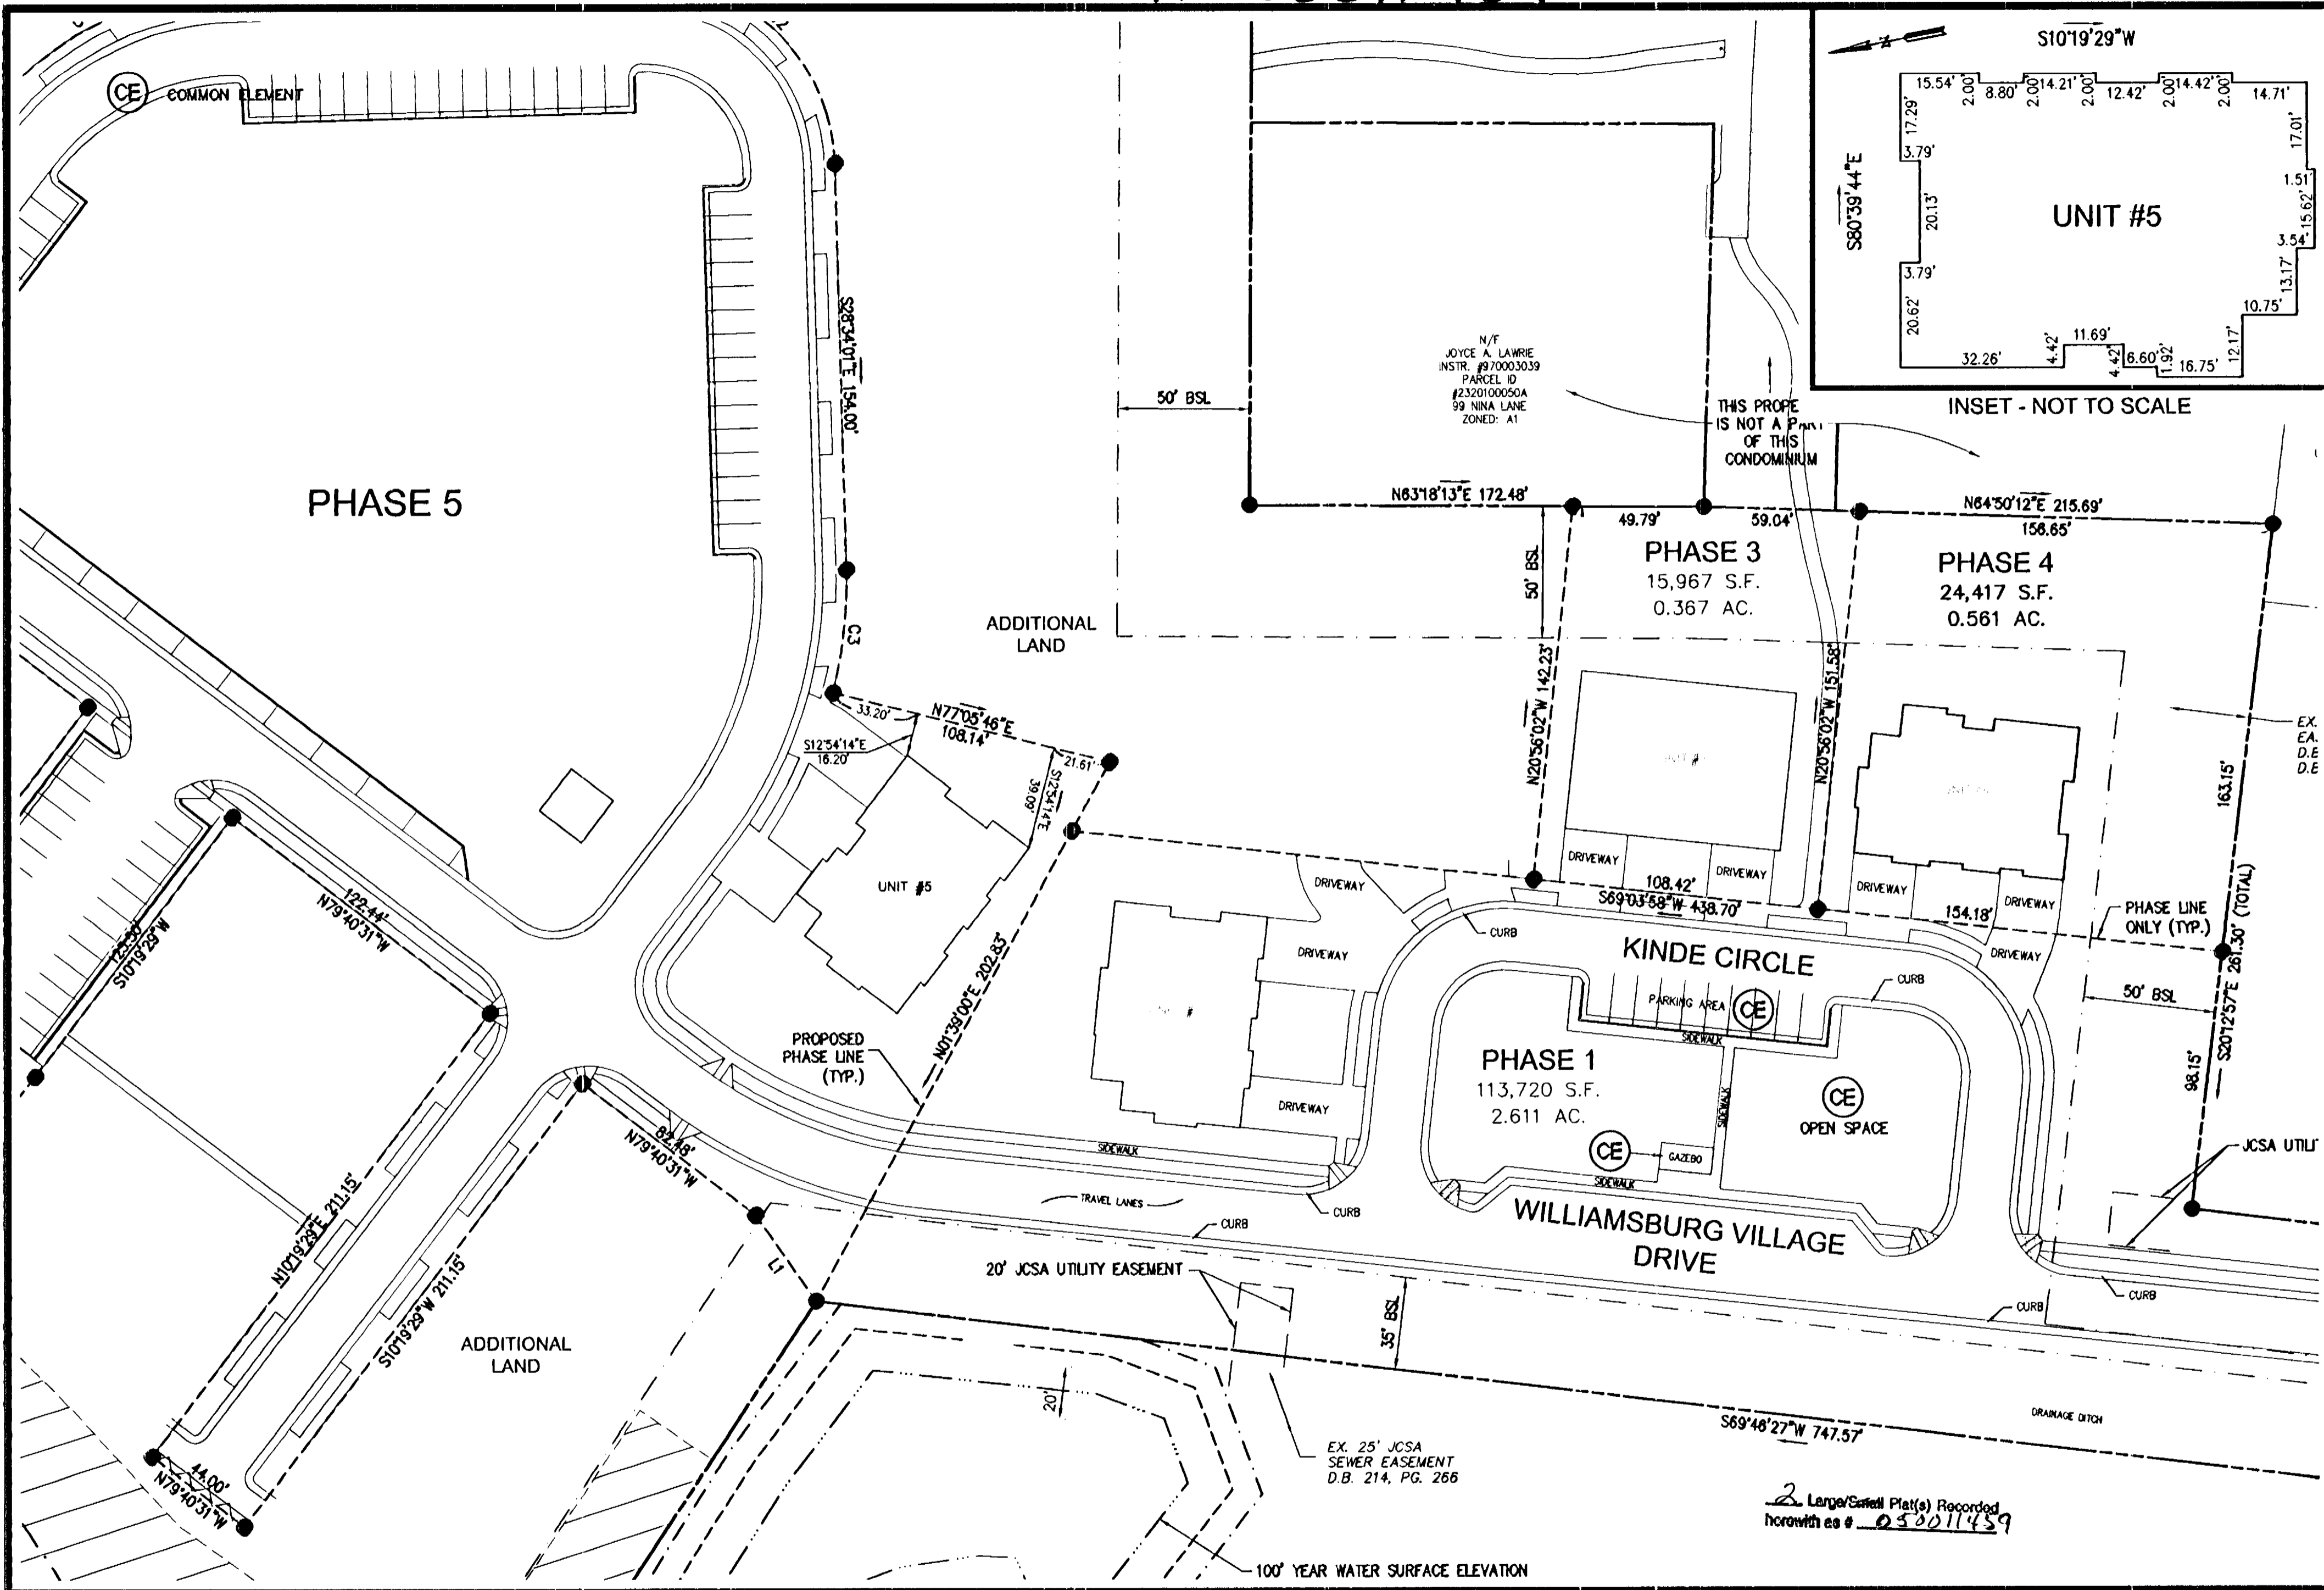 CE COMMON ELEMENT
PHASE 5
S28°34'01"E 154.00'
C3
ADDITIONAL
LAND
50' BSL
N/F
JOYCE A. LAWRIE
INSTR. #970003039
PARCEL ID
#2320100050A
99 NINA LANE
ZONED: A1
THIS PROPE
IS NOT A PART
OF THIS
CONDOMINIUM
S10°19'29"W
15.54'
2.00'
8.80'
2.00'
14.21'
2.00'
12.42'
2.00'
14.42'
2.00'
14.71'
17.29'
3.79'
20.13'
3.79'
20.62'
S80°39'44"E
UNIT #5
17.01'
1.51'
15.62'
3.54'
13.17'
10.75'
12.17'
32.26'
4.42'
11.69'
4.42'
6.60'
1.92'
16.75'
INSET - NOT TO SCALE
N63°18'13"E 172.48'
49.79'
59.04'
N64°50'12"E 215.69'
156.65'
50' BSL
PHASE 3
15,967 S.F.
0.367 AC.
PHASE 4
24,417 S.F.
0.561 AC.
N20°56'02"W 142.23'
N20°56'02"W 151.58'
163.15'
EX.
EA.
33.20'
N77°05'46"E
108.14'
S12°54'14"E
16.20'
21.61'
S12°54'14"E
39.09'
UNIT #5
DRIVEWAY
DRIVEWAY
DRIVEWAY
DRIVEWAY
DRIVEWAY
DRIVEWAY
DRIVEWAY
DRIVEWAY
108.42'
S69°03'58"W 438.70'
154.18'
PHASE LINE
ONLY (TYP.)
CURB
KINDE CIRCLE
CURB
PARKING AREA CE
SIDEWALK
50' BSL
S20°12'57"E 261.30' (TOTAL)
98.15'
122.44'
N79°40'31"W
S10°19'29"W
N01°39'00"E 202.83'
PROPOSED
PHASE LINE
(TYP.)
PHASE 1
113,720 S.F.
2.611 AC.
SIDEWALK
CE
OPEN SPACE
CE
GAZEBO
SIDEWALK
JCSA UTILI
82.48'
N79°40'31"W
SIDEWALK
TRAVEL LANES
CURB
CURB
WILLIAMSBURG VILLAGE
DRIVE
N10°19'29"E 211.15'
S10°19'29"W 211.15'
L1
20' JCSA UTILITY EASEMENT
35' BSL
CURB
CURB
ADDITIONAL
LAND
20'
44.00'
N79°40'31"W
EX. 25' JCSA
SEWER EASEMENT
D.B. 214, PG. 266
S69°46'27"W 747.57'
DRAINAGE DITCH
2 Large/Small Plat(s) Recorded
herewith as # 050011459
100' YEAR WATER SURFACE ELEVATION